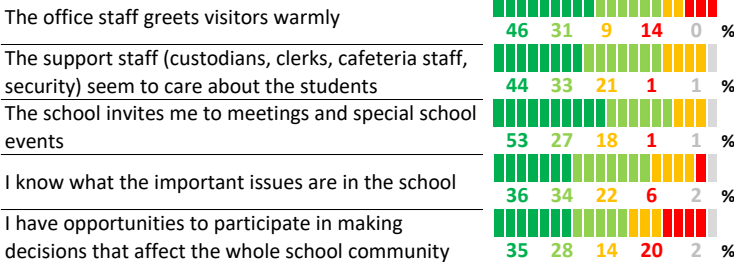 The office staff greets visitors warmly
46 31 9 14 0 %
The support staff (custodians, clerks, cafeteria staff,
security) seem to care about the students
44 33 21 1 1 %
The school invites me to meetings and special school
events
53 27 18 1 1 %
I know what the important issues are in the school
36 34 22 6 2 %
I have opportunities to participate in making
decisions that affect the whole school community
35 28 14 20 2 %